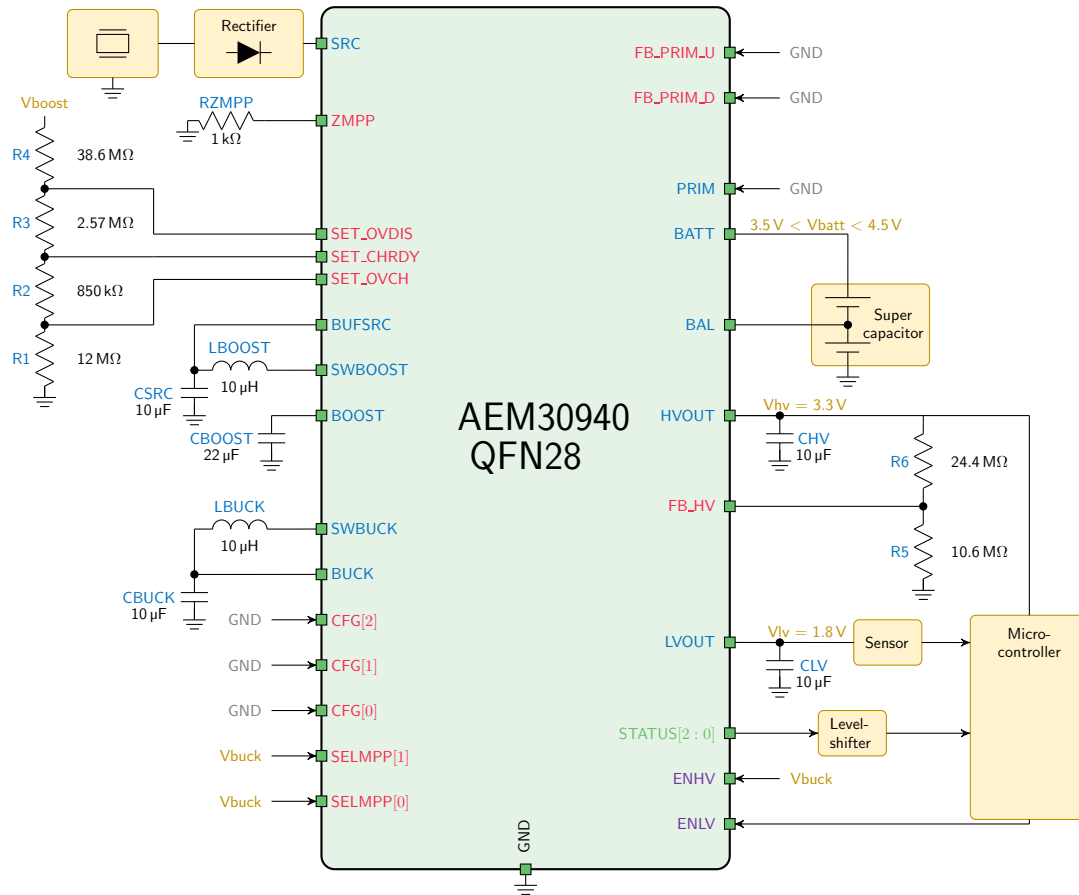 Rectifier
SRC
FB_PRIM_U
GND
FB_PRIM_D
GND
Vboost
RZMPP
1 kΩ
ZMPP
R4
38.6 MΩ
PRIM
GND
R3
2.57 MΩ
SET_OVDIS
BATT
3.5 V < Vbatt < 4.5 V
SET_CHRDY
SET_OVCH
R2
850 kΩ
BUFSRC
BAL
Super
capacitor
R1
12 MΩ
LBOOST
10 µH
SWBOOST
CSRC
10 µF
BOOST
CBOOST
22 µF
AEM30940
QFN28
HVOUT
Vhv = 3.3 V
CHV
10 µF
R6
24.4 MΩ
FB_HV
R5
10.6 MΩ
LBUCK
10 µH
SWBUCK
BUCK
CBUCK
10 µF
GND
CFG[2]
GND
CFG[1]
GND
CFG[0]
Vbuck
SELMPP[1]
Vbuck
SELMPP[0]
LVOUT
Vlv = 1.8 V
CLV
10 µF
Sensor
Micro-
controller
STATUS[2 : 0]
Level-
shifter
ENHV
Vbuck
ENLV
GND